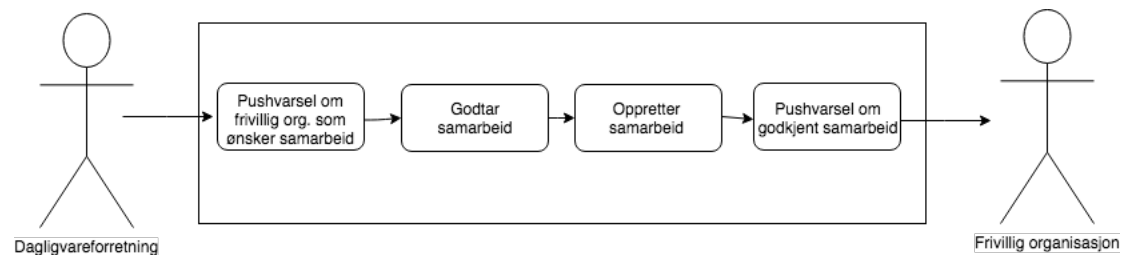 Pushvarsel om
frivillig org. som
ønsker samarbeid
Godtar
samarbeid
Oppretter
samarbeid
Pushvarsel om
godkjent samarbeid
Dagligvareforretning
Frivillig organisasjon